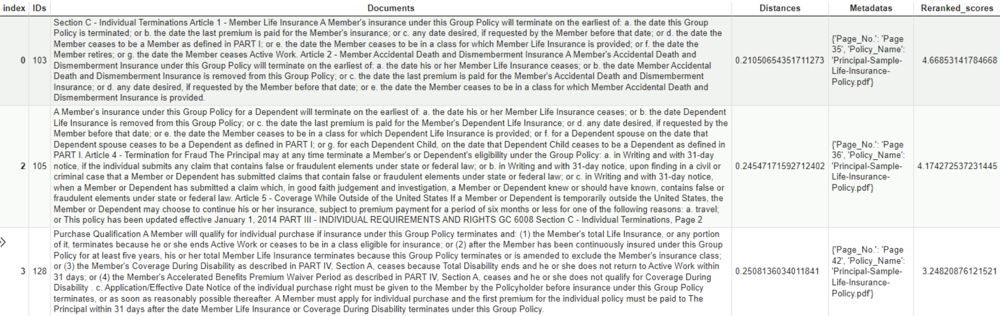 index IDs Documents Distances Metadatas Reranked_scores
Section C - Individual Terminations Article 1 - Member Life Insurance A Member's insurance under this Group Policy will terminate on the earliest of: a. the date this Group
Policy is terminated; or b. the date the last premium is paid for the Member's insurance; or c. any date desired, if requested by the Member before that date; or d. the date the
Member ceases to be a Member as defined in PART I; or e. the date the Member ceases to be in a class for which Member Life Insurance is provided; or f. the date the
Member retires; or g. the date the Member ceases Active Work. Article 2 - Member Accidental Death and Dismemberment Insurance A Member's Accidental Death and
Dismemberment Insurance under this Group Policy will terminate on the earliest of: a. the date his or her Member Life Insurance ceases; or b. the date Member Accidental
Death and Dismemberment Insurance is removed from this Group Policy; or c. the date the last premium is paid for the Member's Accidental Death and Dismemberment
Insurance; or d. any date desired, if requested by the Member before that date; or e. the date the Member ceases to be in a class for which Member Accidental Death and
Dismemberment Insurance is provided.
0 103
0.21050654351711273
{'Page_No.': 'Page
35', 'Policy_Name':
'Principal-Sample-
Life-Insurance-
Policy.pdf'}
4.66853141784668
A Member's insurance under this Group Policy for a Dependent will terminate on the earliest of: a. the date his or her Member Life Insurance ceases; or b. the date Dependent
Life Insurance is removed from this Group Policy; or c. the date the last premium is paid for the Member's Dependent Life Insurance; or d. any date desired, if requested by the
Member before that date; or e. the date the Member ceases to be in a class for which Dependent Life Insurance is provided; or f. for a Dependent spouse on the date that
Dependent spouse ceases to be a Dependent as defined in PART I; or g. for each Dependent Child, on the date that Dependent Child ceases to be a Dependent as defined in
PART I. Article 4 - Termination for Fraud The Principal may at any time terminate a Member's or Dependent's eligibility under the Group Policy: a. in Writing and with 31-day
notice, if the individual submits any claim that contains false or fraudulent elements under state or federal law; or b. in Writing and with 31-day notice, upon finding in a civil or
criminal case that a Member or Dependent has submitted claims that contain false or fraudulent elements under state or federal law; or c. in Writing and with 31-day notice,
when a Member or Dependent has submitted a claim which, in good faith judgement and investigation, a Member or Dependent knew or should have known, contains false or
fraudulent elements under state or federal law. Article 5 - Coverage While Outside of the United States If a Member or Dependent is temporarily outside the United States, the
Member or Dependent may choose to continue his or her insurance, subject to premium payment for a period of six months or less for one of the following reasons: a. travel;
or This policy has been updated effective January 1, 2014 PART III - INDIVIDUAL REQUIREMENTS AND RIGHTS GC 6008 Section C - Individual Terminations, Page 2
2 105
0.24547171592712402
{'Page_No.': 'Page
36', 'Policy_Name':
'Principal-Sample-
Life-Insurance-
Policy.pdf'}
4.174272537231445
Purchase Qualification A Member will qualify for individual purchase if insurance under this Group Policy terminates and: (1) the Member's total Life Insurance, or any portion
of it, terminates because he or she ends Active Work or ceases to be in a class eligible for insurance; or (2) after the Member has been continuously insured under this Group
Policy for at least five years, his or her total Member Life Insurance terminates because this Group Policy terminates or is amended to exclude the Member's insurance class;
or (3) the Member's Coverage During Disability as described in PART IV, Section A, ceases because Total Disability ends and he or she does not return to Active Work within
31 days; or (4) the Member's Accelerated Benefits Premium Waiver Period as described in PART IV, Section A, ceases and he or she does not qualify for Coverage During
Disability . c. Application/Effective Date Notice of the individual purchase right must be given to the Member by the Policyholder before insurance under this Group Policy
terminates, or as soon as reasonably possible thereafter. A Member must apply for individual purchase and the first premium for the individual policy must be paid to The
Principal within 31 days after the date Member Life Insurance or Coverage During Disability terminates under this Group Policy.
3 128
0.2508136034011841
{'Page_No.': 'Page
42', 'Policy_Name':
'Principal-Sample-
Life-Insurance-
Policy.pdf'}
3.24820876121521